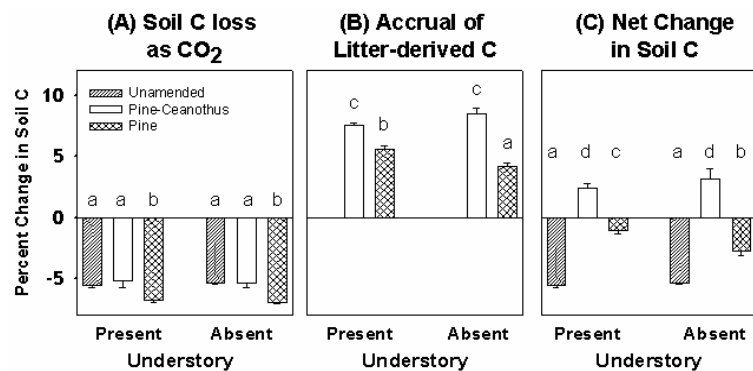 (A) Soil C loss
as CO2
(B) Accrual of
Litter-derived C
(C) Net Change
in Soil C
Percent Change in Soil C
10
5
0
-5
Unamended
Pine-Ceanothus
Pine
a a b a a b
c b c a
a d c a d b
Present Absent
Understory
Present Absent
Understory
Present Absent
Understory